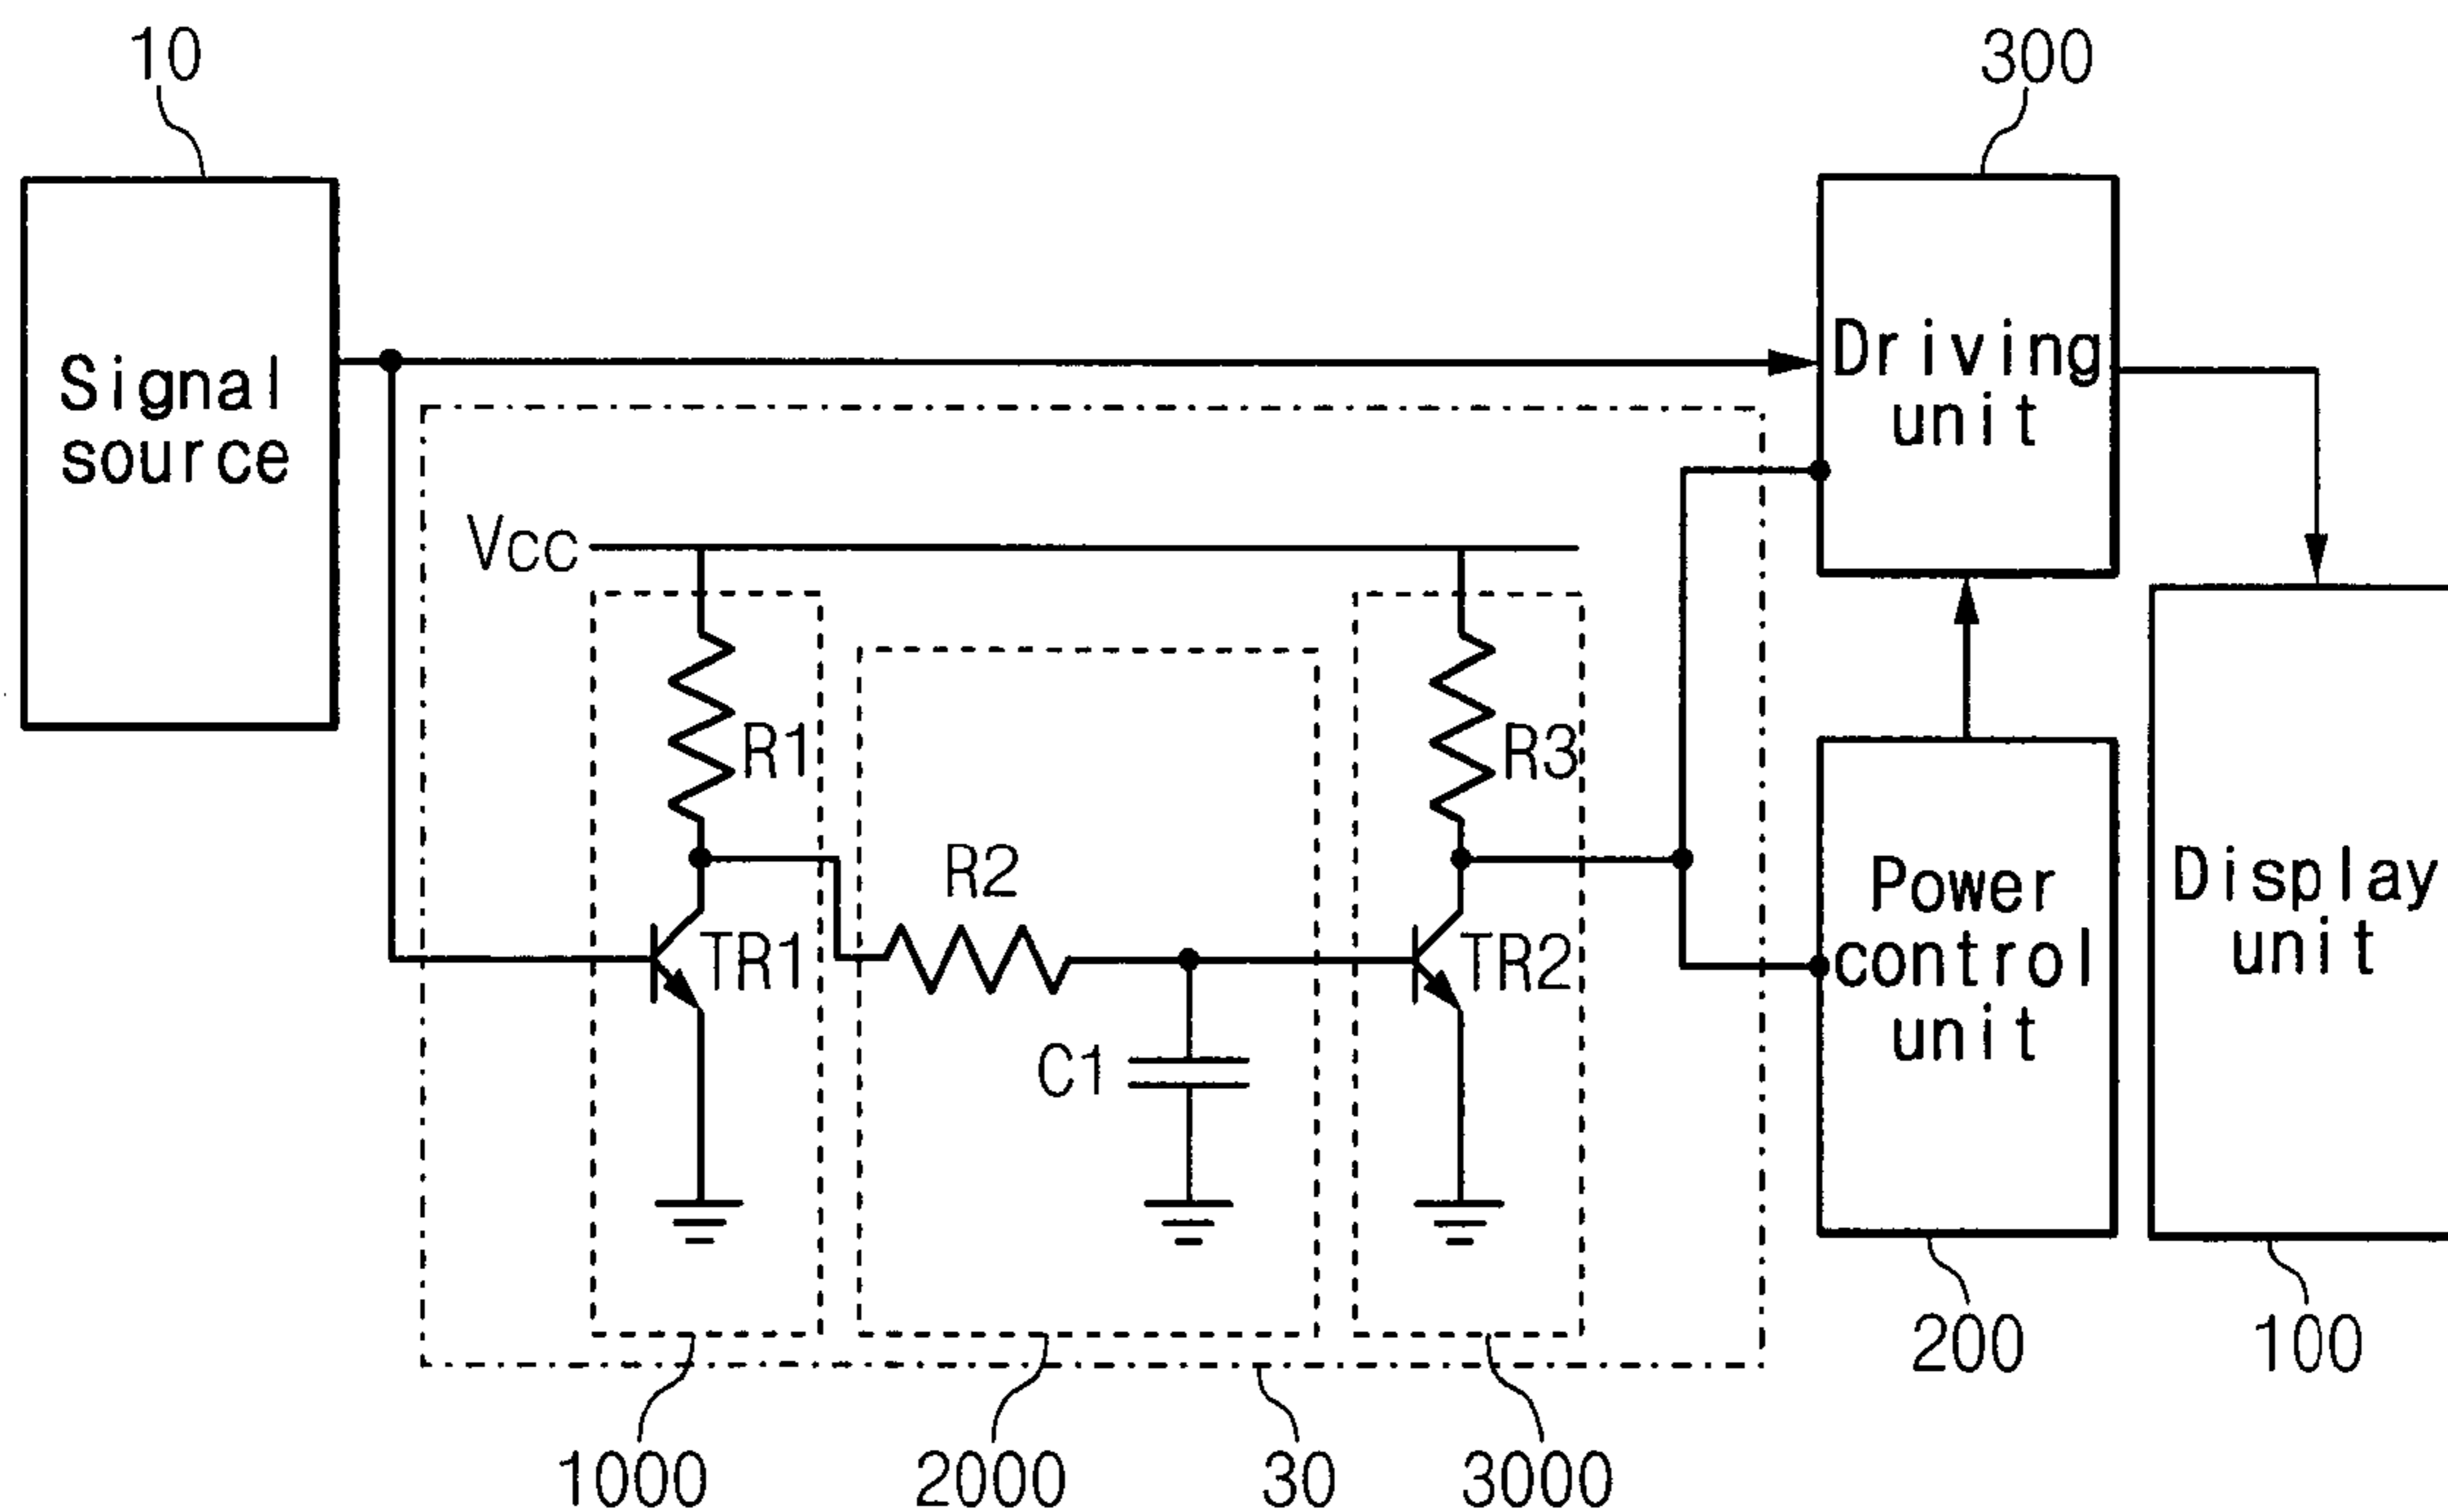 10
300
Signal
source
Driving
unit
Vcc
R1
R3
R2
Power
control
unit
Display
unit
TR1
TR2
C1
200
100
1000
2000
30
3000